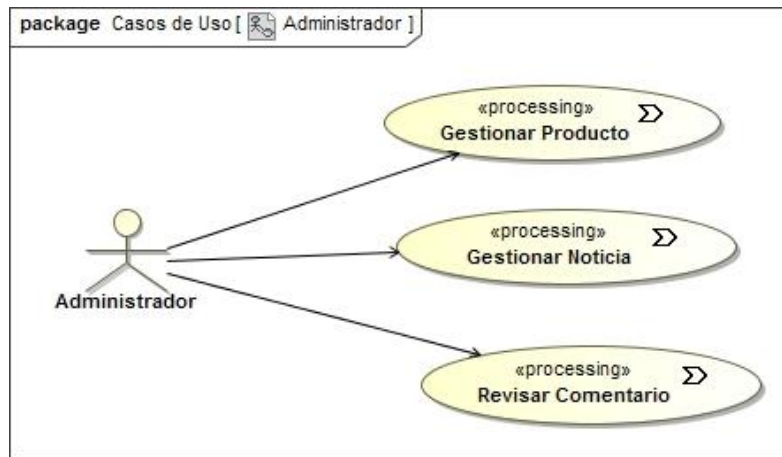 package Casos de Uso [ Administrador ]
«processing»
Gestionar Producto
«processing»
Gestionar Noticia
Administrador
«processing»
Revisar Comentario